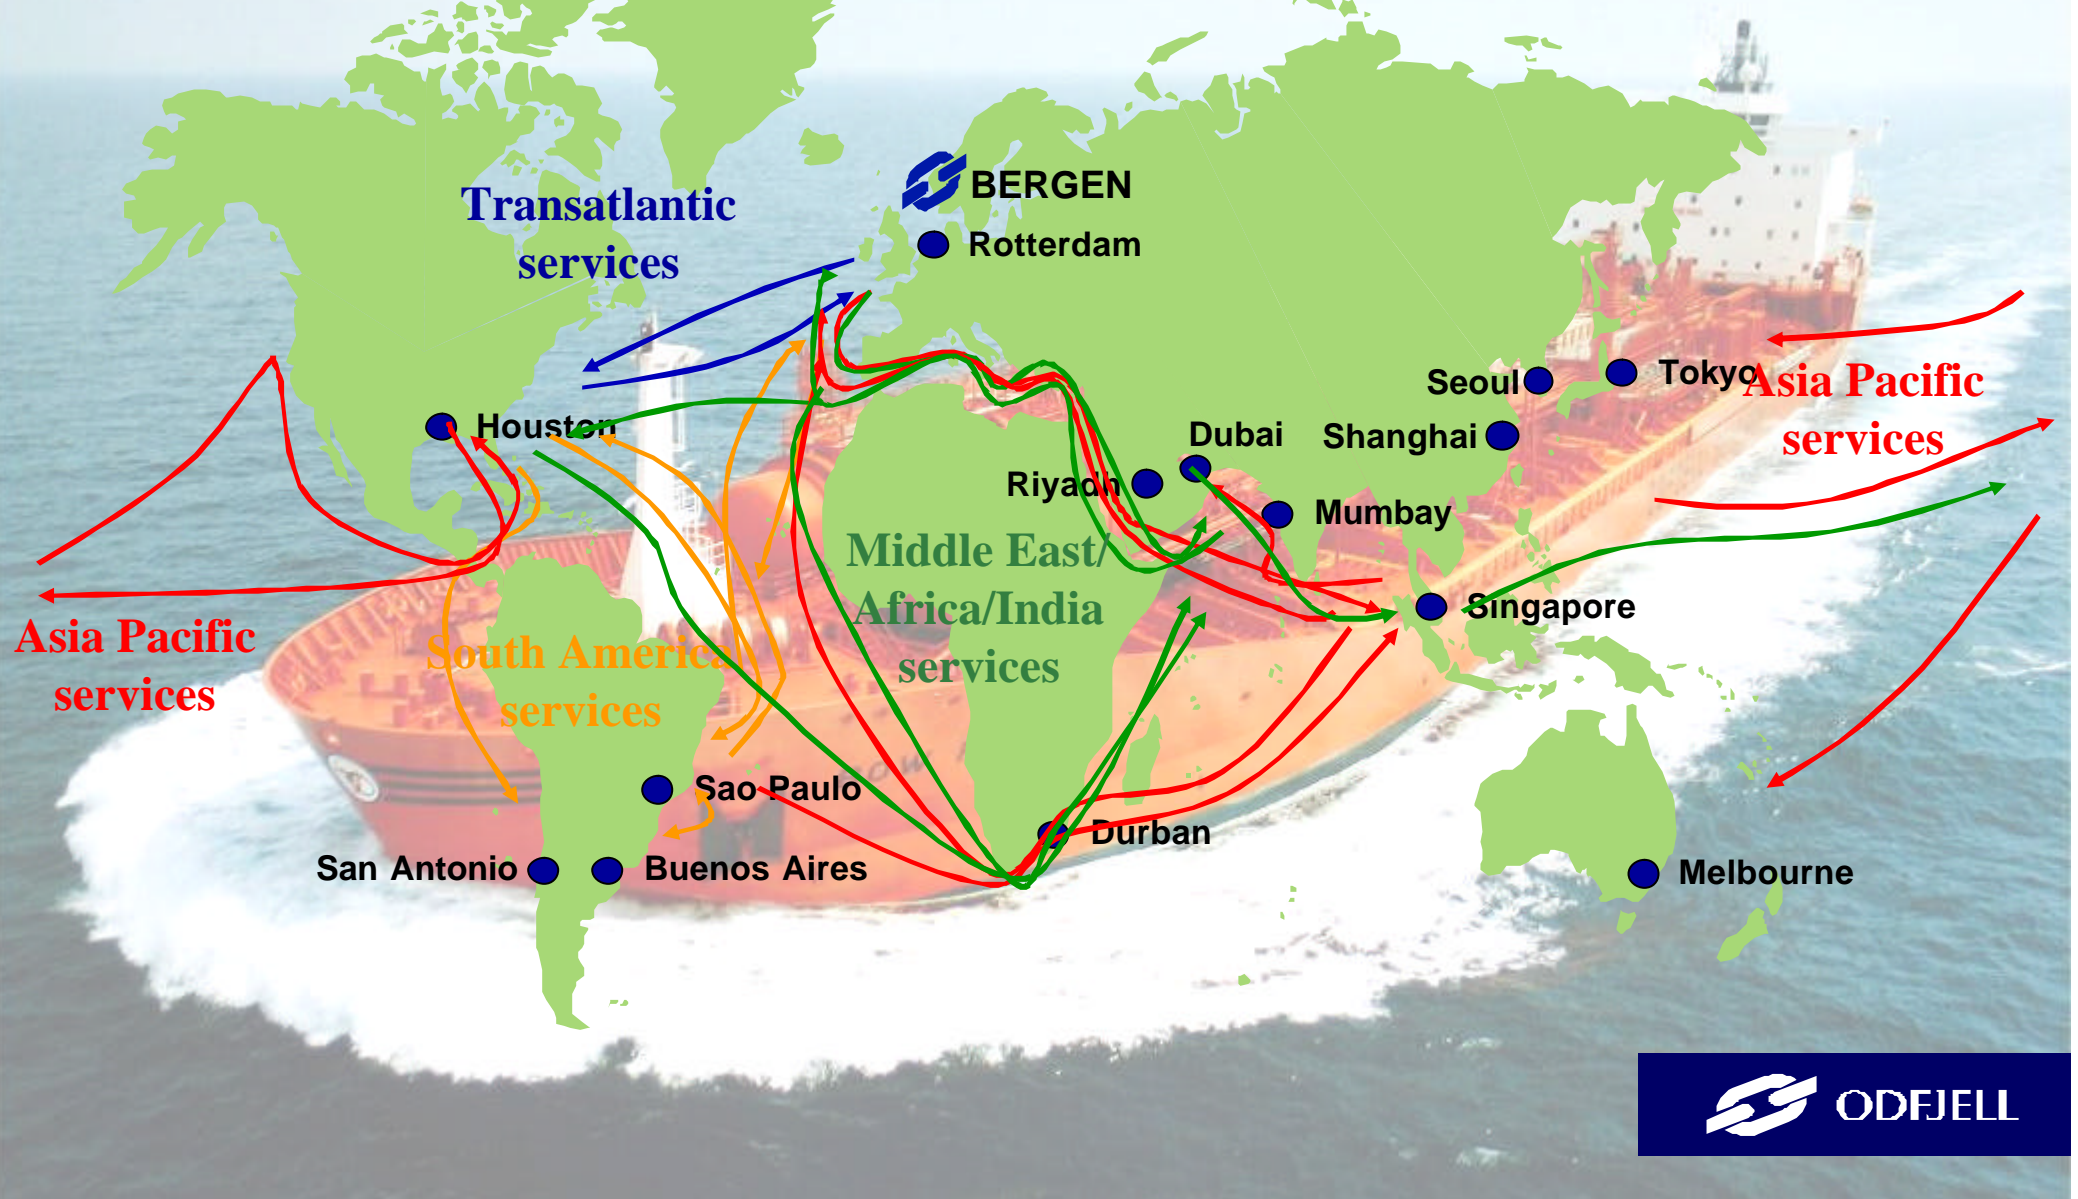 BERGEN
Transatlantic
services
Rotterdam
Seoul
Tokyo
Asia Pacific
services
Houston
Dubai
Shanghai
Riyadh
Mumbay
Middle East/
Africa/India
services
Singapore
Asia Pacific
services
South America
services
Sao Paulo
Durban
San Antonio
Buenos Aires
Melbourne
ODFJELL